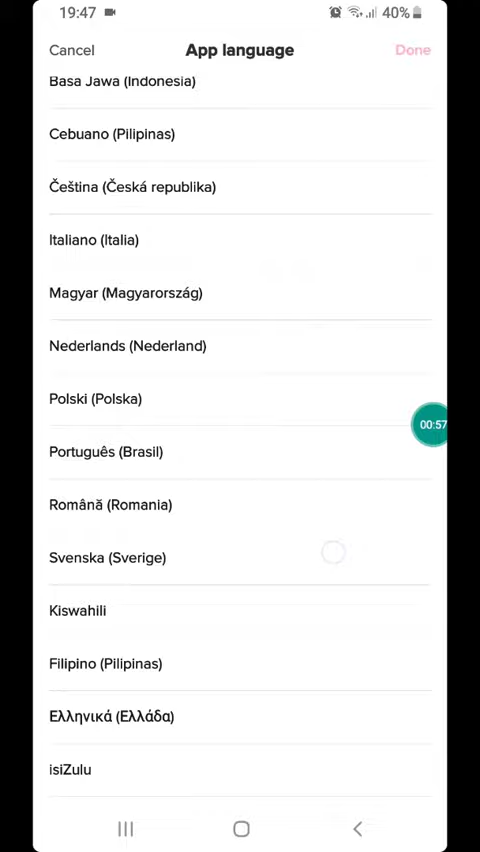 19:47 40%
Cancel App language Done
Basa Jawa (Indonesia)
Cebuano (Pilipinas)
Čeština (Česká republika)
Italiano (Italia)
Magyar (Magyarország)
Nederlands (Nederland)
Polski (Polska)
00:57
Português (Brasil)
Română (Romania)
Svenska (Sverige)
Kiswahili
Filipino (Pilipinas)
Ελληνικά (Ελλάδα)
isiZulu